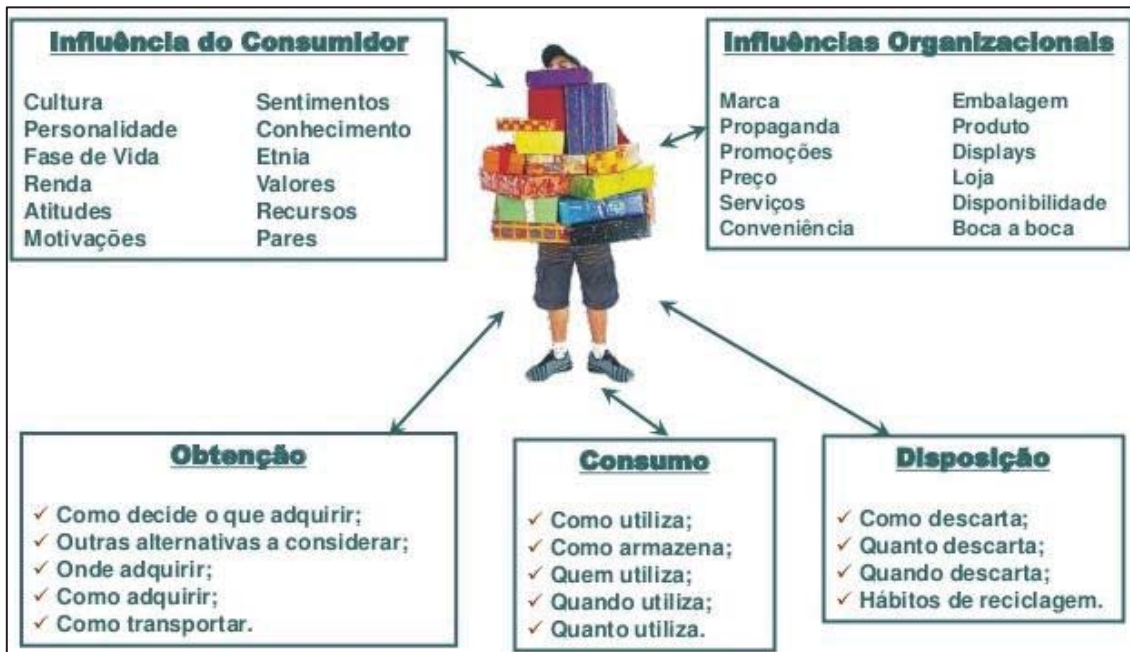 Influência do Consumidor
Cultura
Personalidade
Fase de Vida
Renda
Atitudes
Motivações
Sentimentos
Conhecimento
Etnia
Valores
Recursos
Pares
Influências Organizacionais
Marca
Propaganda
Promoções
Preço
Serviços
Conveniência
Embalagem
Produto
Displays
Loja
Disponibilidade
Boca a boca
Obtenção
✓ Como decide o que adquirir;
✓ Outras alternativas a considerar;
✓ Onde adquirir;
✓ Como adquirir;
✓ Como transportar.
Consumo
✓ Como utiliza;
✓ Como armazena;
✓ Quem utiliza;
✓ Quando utiliza;
✓ Quanto utiliza.
Disposição
✓ Como descarta;
✓ Quanto descarta;
✓ Quando descarta;
✓ Hábitos de reciclagem.